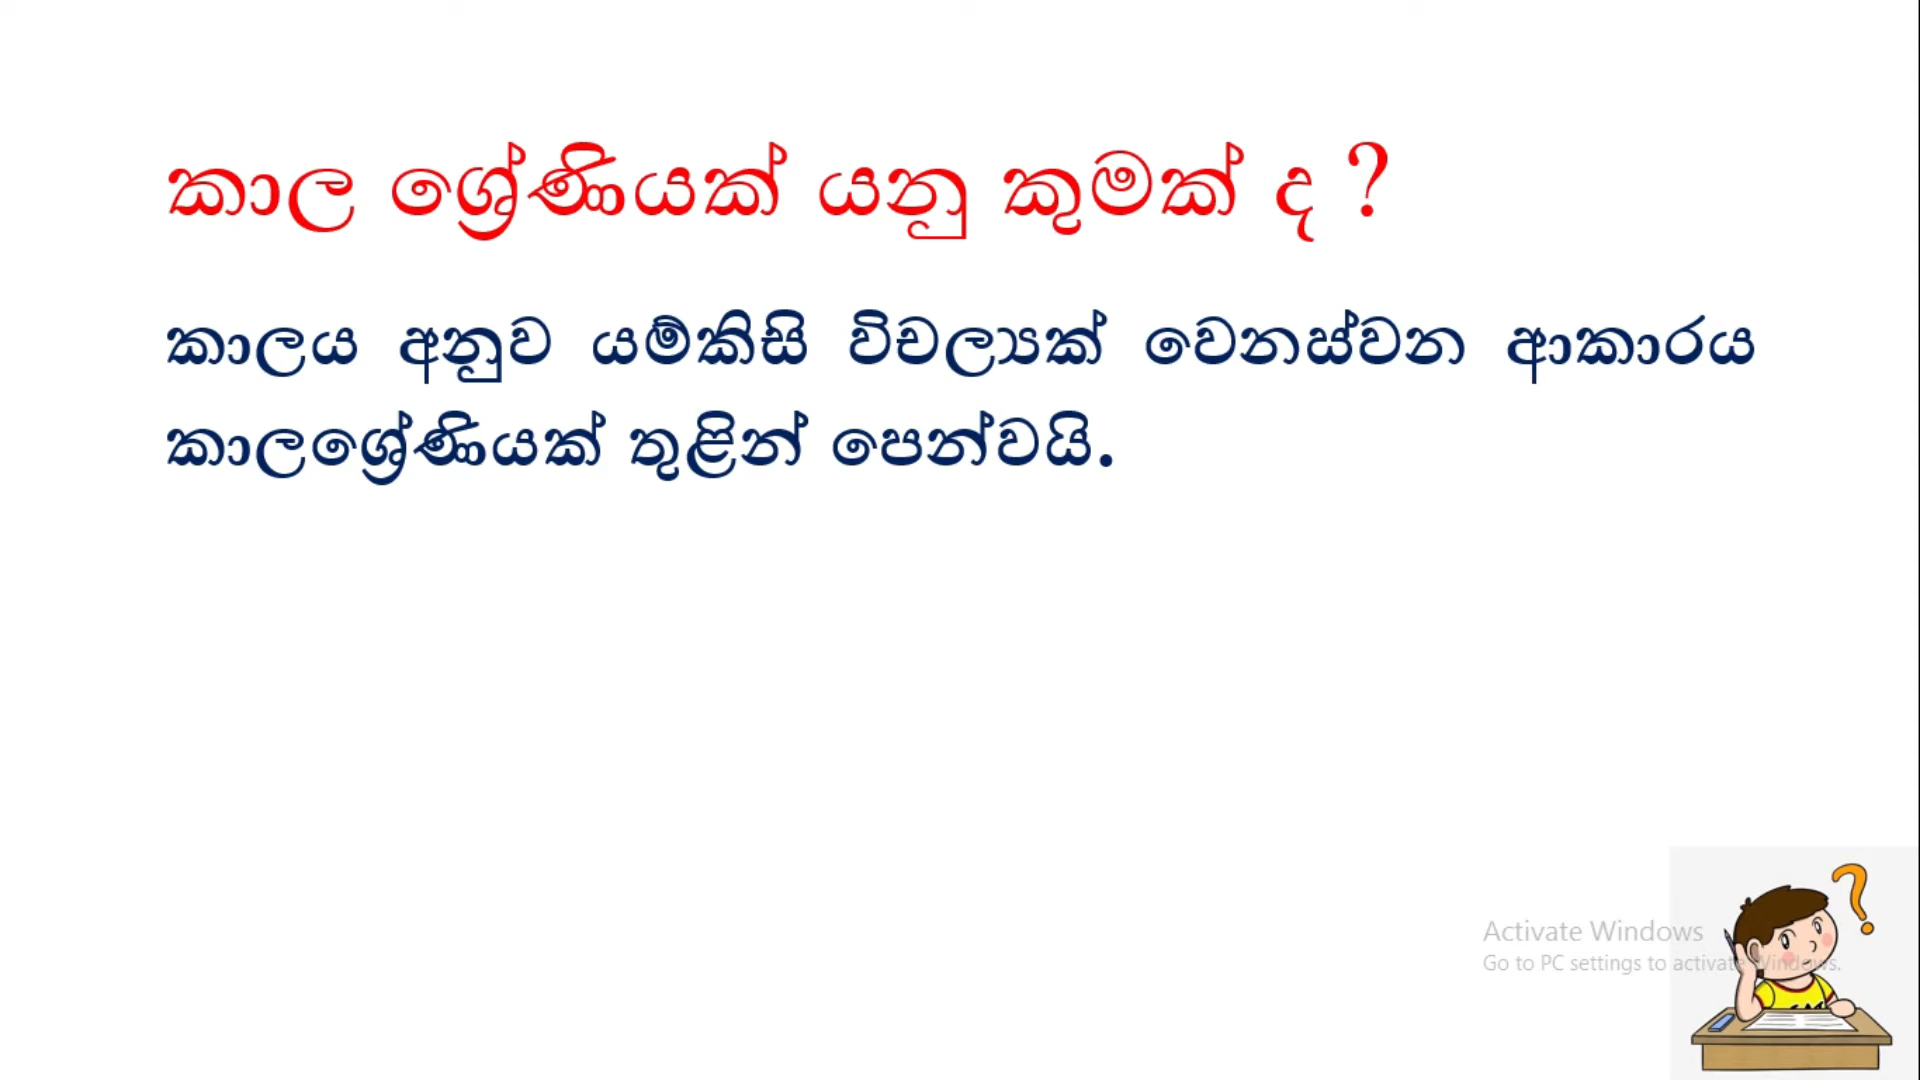 කාල ශ්‍රේණියක් යනු කුමක් ද ?
කාලය අනුව යම්කිසි විචල්‍යක් වෙනස්වන ආකාරය
කාලශ්‍රේණියක් තුළින් පෙන්වයි.
Activate Windows
Go to PC settings to activate Windows.